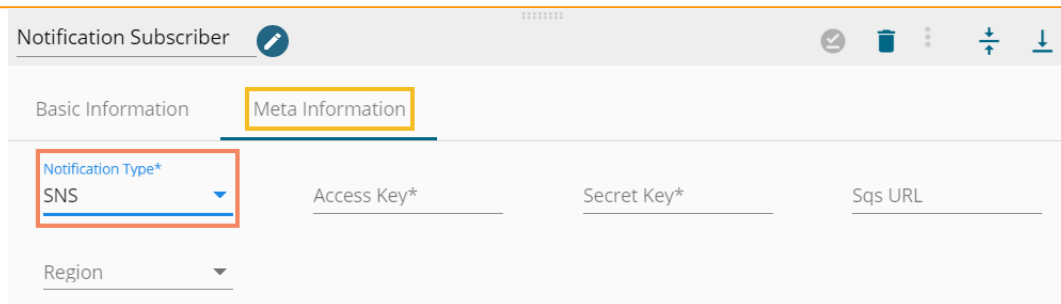 Notification Subscriber
Basic Information Meta Information
Notification Type*
SNS Access Key* Secret Key* Sqs URL
Region